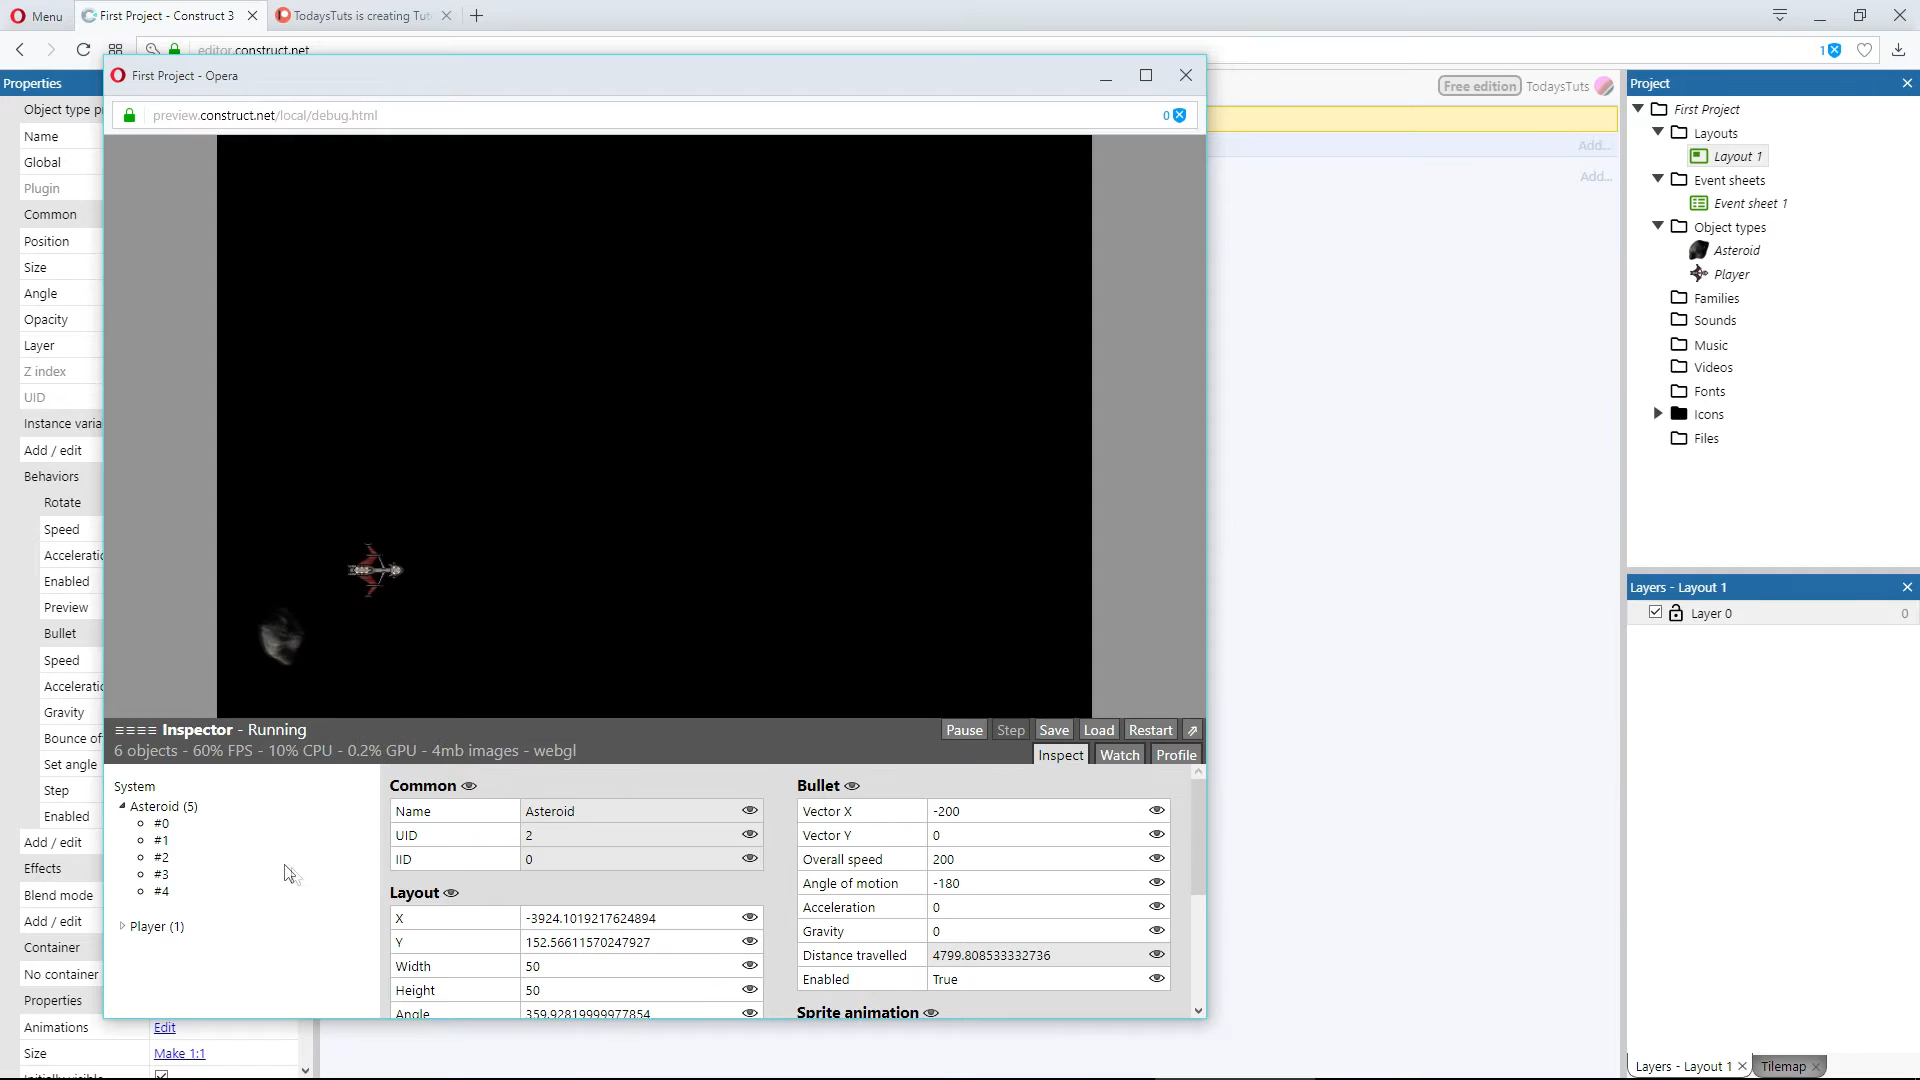 Menu
First Project - Construct 3
TodaysTuts is creating Tut
editor.construct.net
1
Properties
Object type p
Name
Global
Plugin
Common
Position
Size
Angle
Opacity
Layer
Z index
UID
Instance varia
Add / edit
Behaviors
Rotate
Speed
Acceleratic
Enabled
Preview
Bullet
Speed
Acceleratic
Gravity
Bounce of
Set angle
Step
Enabled
Add / edit
Effects
Blend mode
Add / edit
Container
No container
Properties
Animations Edit
Size Make 1:1
First Project - Opera
preview.construct.net/local/debug.html
0
Inspector - Running
6 objects - 60% FPS - 10% CPU - 0.2% GPU - 4mb images - webgl
Pause Step Save Load Restart
Inspect Watch Profile
System
Asteroid (5)
#0
#1
#2
#3
#4
Player (1)
Common
Name Asteroid
UID 2
IID 0
Layout
X -3924.1019217624894
Y 152.56611570247927
Width 50
Height 50
Angle 359.92819999977854
Bullet
Vector X -200
Vector Y 0
Overall speed 200
Angle of motion -180
Acceleration 0
Gravity 0
Distance travelled 4799.808533332736
Enabled True
Sprite animation
Free edition TodaysTuts
Add...
Add...
Project
First Project
Layouts
Layout 1
Event sheets
Event sheet 1
Object types
Asteroid
Player
Families
Sounds
Music
Videos
Fonts
Icons
Files
Layers - Layout 1
Layer 0 0
Layers - Layout 1 Tilemap